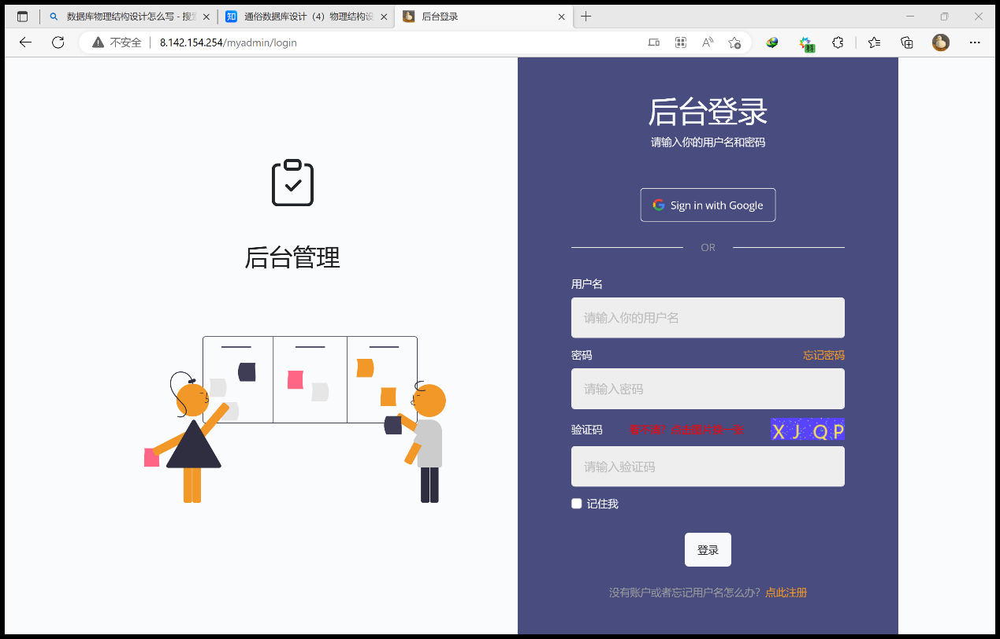 数据库物理结构设计怎么写 - 搜
通俗数据库设计（4）物理结构设
后台登录
不安全
8.142.154.254/myadmin/login
科
后台登录
请输入你的用户名和密码
Sign in with Google
OR
后台管理
用户名
请输入你的用户名
密码
忘记密码
请输入密码
验证码
看不清？点击图片换一张
XJQP
请输入验证码
记住我
登录
没有账户或者忘记用户名怎么办？
点此注册